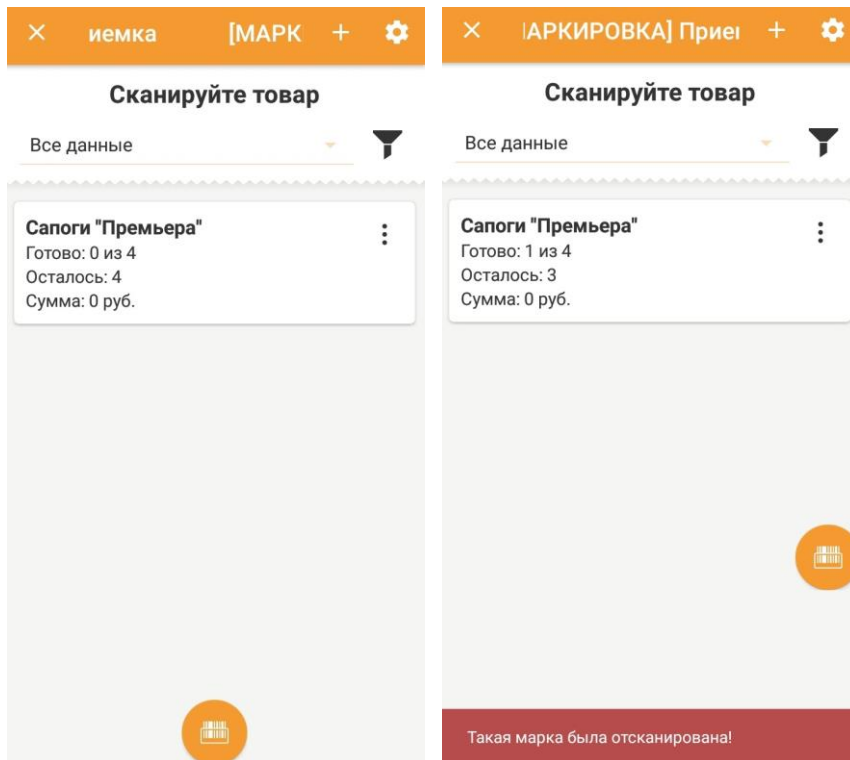 иемка [МАРК
Сканируйте товар
Все данные
Сапоги "Премьера"
Готово: 0 из 4
Осталось: 4
Сумма: 0 руб.
АРКИРОВКА] Прие
Сканируйте товар
Все данные
Сапоги "Премьера"
Готово: 1 из 4
Осталось: 3
Сумма: 0 руб.
Такая марка была отсканирована!